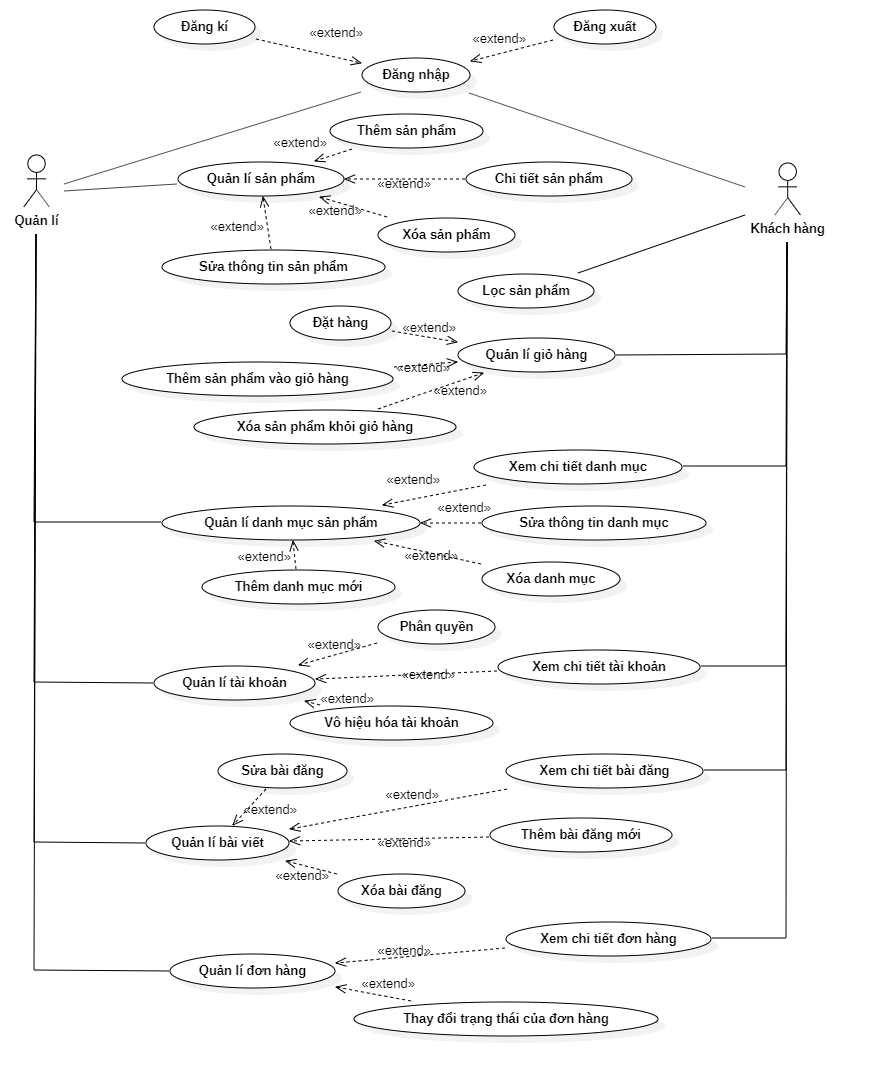 Đăng kí
«extend»
«extend»
Đăng xuất
Đăng nhập
Thêm sản phẩm
«extend»
Quản lí sản phẩm
«extend»
Chi tiết sản phẩm
«extend»
Xóa sản phẩm
«extend»
Sửa thông tin sản phẩm
Quản lí
Khách hàng
Lọc sản phẩm
Đặt hàng
«extend»
Quản lí giỏ hàng
«extend»
Thêm sản phẩm vào giỏ hàng
«extend»
Xóa sản phẩm khỏi giỏ hàng
Xem chi tiết danh mục
«extend»
«extend»
Quản lí danh mục sản phẩm
Sửa thông tin danh mục
«extend»
«extend»
Thêm danh mục mới
Xóa danh mục
Phân quyền
«extend»
Xem chi tiết tài khoản
«extend»
Quản lí tài khoản
«extend»
Vô hiệu hóa tài khoản
Sửa bài đăng
Xem chi tiết bài đăng
«extend»
«extend»
Thêm bài đăng mới
Quản lí bài viết
«extend»
«extend»
Xóa bài đăng
Xem chi tiết đơn hàng
«extend»
Quản lí đơn hàng
«extend»
Thay đổi trạng thái của đơn hàng